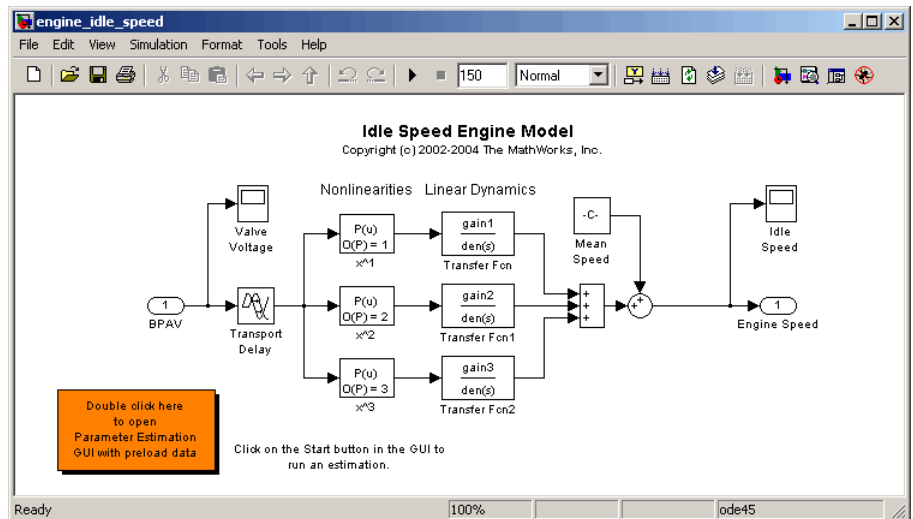 engine_idle_speed
File Edit View Simulation Format Tools Help
150 Normal
Idle Speed Engine Model
Copyright (c) 2002-2004 The MathWorks, Inc.
Nonlinearities Linear Dynamics
Valve
Voltage
P(u)
O(P) = 1
x^1
gain1
den(s)
Transfer Fcn
-C-
Mean
Speed
Idle
Speed
1
BPAV
Transport
Delay
P(u)
O(P) = 2
x^2
gain2
den(s)
Transfer Fcn1
+
+
+
++
1
Engine Speed
P(u)
O(P) = 3
x^3
gain3
den(s)
Transfer Fcn2
Double click here
to open
Parameter Estimation
GUI with preload data
Click on the Start button in the GUI to
run an estimation.
Ready 100% ode45